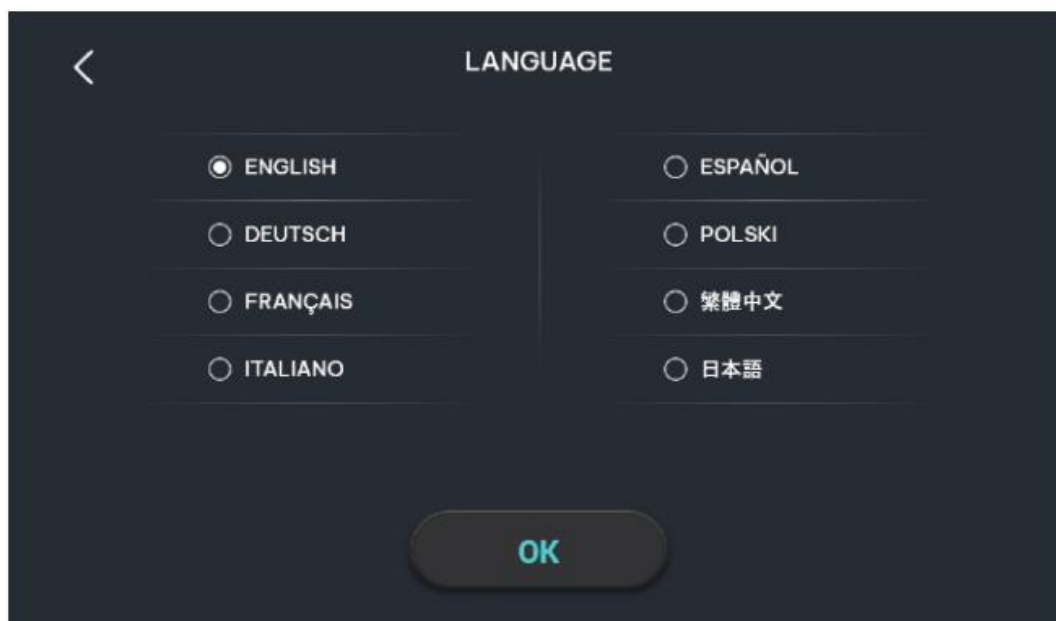 LANGUAGE
ENGLISH
DEUTSCH
FRANÇAIS
ITALIANO
ESPAÑOL
POLSKI
繁體中文
日本語
OK